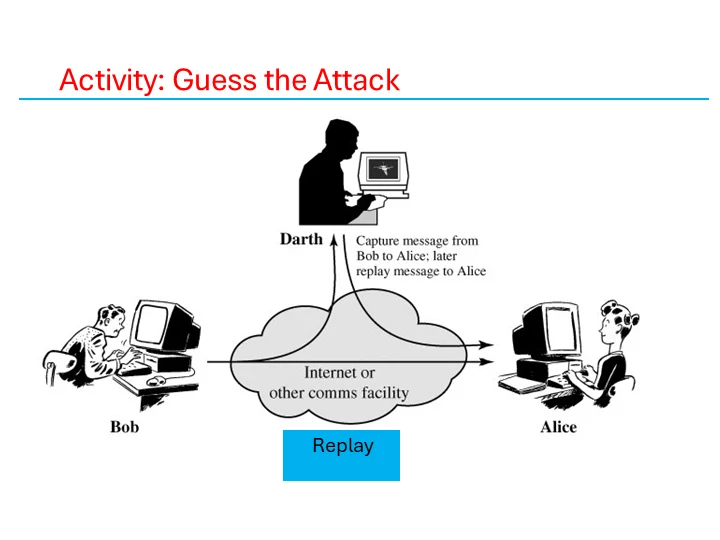 Activity: Guess the Attack
Darth
Capture message from
Bob to Alice; later
replay message to Alice
Internet or
other comms facility
Bob
Alice
Replay